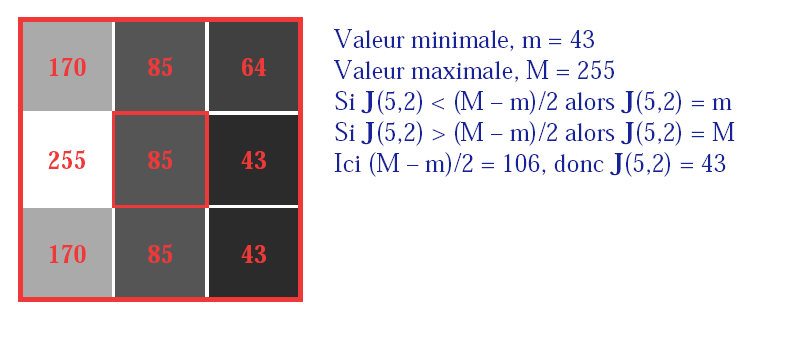 170 85 64
255 85 43
170 85 43
Valeur minimale, m = 43
Valeur maximale, M = 255
Si J(5,2) < (M – m)/2 alors J(5,2) = m
Si J(5,2) > (M – m)/2 alors J(5,2) = M
Ici (M – m)/2 = 106, donc J(5,2) = 43